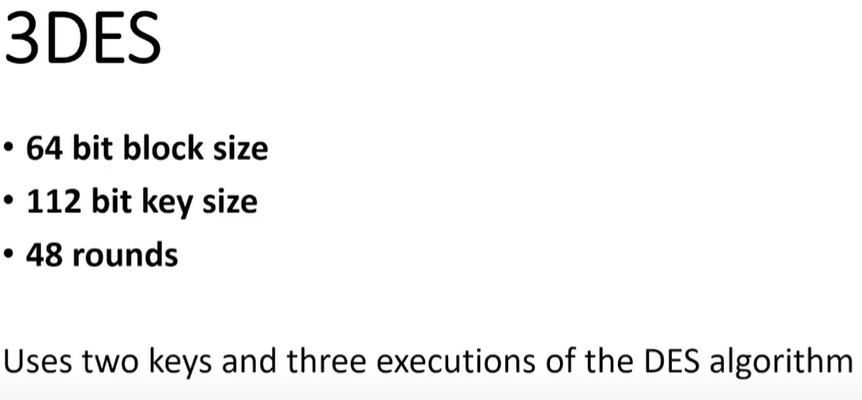 3DES
• 64 bit block size
• 112 bit key size
• 48 rounds
Uses two keys and three executions of the DES algorithm